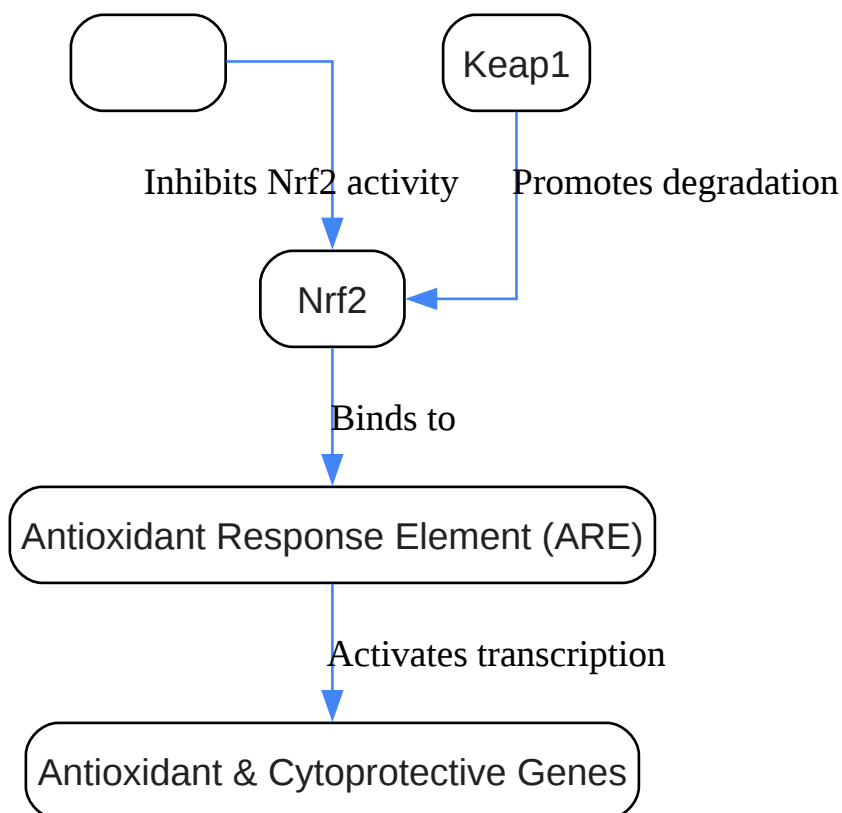 Keap1
Inhibits Nrf2 activity
Promotes degradation
Nrf2
Binds to
Antioxidant Response Element (ARE)
Activates transcription
Antioxidant & Cytoprotective Genes